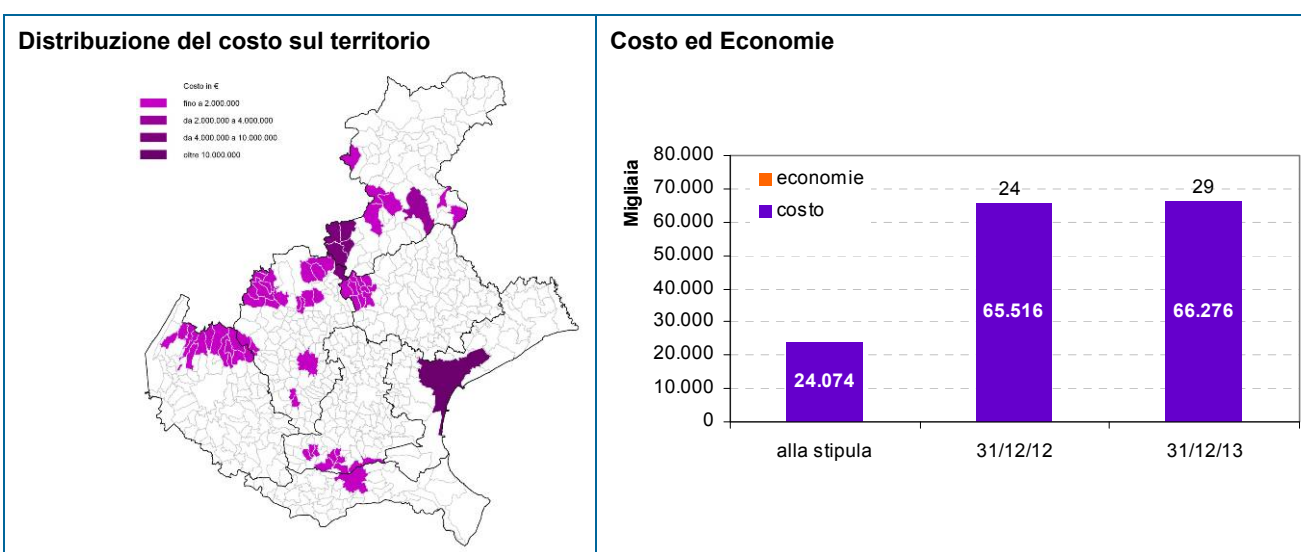 Distribuzione del costo sul territorio
Costo in €
fino a 2.000.000
da 2.000.000 a 4.000.000
da 4.000.000 a 10.000.000
oltre 10.000.000
Costo ed Economie
Migliaia
80.000
70.000
60.000
50.000
40.000
30.000
20.000
10.000
0
economie
costo
24
29
65.516
66.276
24.074
alla stipula
31/12/12
31/12/13